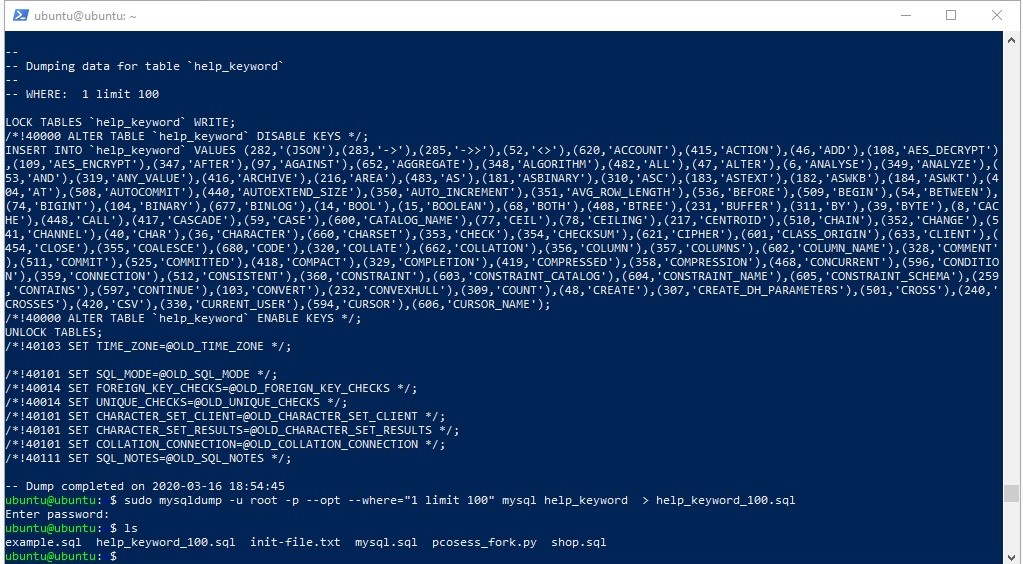 ubuntu@ubuntu: ~
--
-- Dumping data for table `help_keyword`
--
-- WHERE:  1 limit 100
LOCK TABLES `help_keyword` WRITE;
/*!40000 ALTER TABLE `help_keyword` DISABLE KEYS */;
INSERT INTO `help_keyword` VALUES (282,'(JSON'),(283,'->'),(285,'->>'),(52,'<>'),(620,'ACCOUNT'),(415,'ACTION'),(46,'ADD'),(108,'AES_DECRYPT')
,(109,'AES_ENCRYPT'),(347,'AFTER'),(97,'AGAINST'),(652,'AGGREGATE'),(348,'ALGORITHM'),(482,'ALL'),(47,'ALTER'),(6,'ANALYSE'),(349,'ANALYZE'),(
53,'AND'),(319,'ANY_VALUE'),(416,'ARCHIVE'),(216,'AREA'),(483,'AS'),(181,'ASBINARY'),(310,'ASC'),(183,'ASTEXT'),(182,'ASWKB'),(184,'ASWKT'),(4
04,'AT'),(508,'AUTOCOMMIT'),(440,'AUTOEXTEND_SIZE'),(350,'AUTO_INCREMENT'),(351,'AVG_ROW_LENGTH'),(536,'BEFORE'),(509,'BEGIN'),(54,'BETWEEN'),
(74,'BIGINT'),(104,'BINARY'),(677,'BINLOG'),(14,'BOOL'),(15,'BOOLEAN'),(68,'BOTH'),(408,'BTREE'),(231,'BUFFER'),(311,'BY'),(39,'BYTE'),(8,'CAC
HE'),(448,'CALL'),(417,'CASCADE'),(59,'CASE'),(600,'CATALOG_NAME'),(77,'CEIL'),(78,'CEILING'),(217,'CENTROID'),(510,'CHAIN'),(352,'CHANGE'),(5
41,'CHANNEL'),(40,'CHAR'),(36,'CHARACTER'),(660,'CHARSET'),(353,'CHECK'),(354,'CHECKSUM'),(621,'CIPHER'),(601,'CLASS_ORIGIN'),(633,'CLIENT'),(
454,'CLOSE'),(355,'COALESCE'),(680,'CODE'),(320,'COLLATE'),(662,'COLLATION'),(356,'COLUMN'),(357,'COLUMNS'),(602,'COLUMN_NAME'),(328,'COMMENT'
),(511,'COMMIT'),(525,'COMMITTED'),(418,'COMPACT'),(329,'COMPLETION'),(419,'COMPRESSED'),(358,'COMPRESSION'),(468,'CONCURRENT'),(596,'CONDITIO
N'),(359,'CONNECTION'),(512,'CONSISTENT'),(360,'CONSTRAINT'),(603,'CONSTRAINT_CATALOG'),(604,'CONSTRAINT_NAME'),(605,'CONSTRAINT_SCHEMA'),(259
,'CONTAINS'),(597,'CONTINUE'),(103,'CONVERT'),(232,'CONVEXHULL'),(309,'COUNT'),(48,'CREATE'),(307,'CREATE_DH_PARAMETERS'),(501,'CROSS'),(240,'
CROSSES'),(420,'CSV'),(330,'CURRENT_USER'),(594,'CURSOR'),(606,'CURSOR_NAME');
/*!40000 ALTER TABLE `help_keyword` ENABLE KEYS */;
UNLOCK TABLES;
/*!40103 SET TIME_ZONE=@OLD_TIME_ZONE */;
/*!40101 SET SQL_MODE=@OLD_SQL_MODE */;
/*!40014 SET FOREIGN_KEY_CHECKS=@OLD_FOREIGN_KEY_CHECKS */;
/*!40014 SET UNIQUE_CHECKS=@OLD_UNIQUE_CHECKS */;
/*!40101 SET CHARACTER_SET_CLIENT=@OLD_CHARACTER_SET_CLIENT */;
/*!40101 SET CHARACTER_SET_RESULTS=@OLD_CHARACTER_SET_RESULTS */;
/*!40101 SET COLLATION_CONNECTION=@OLD_COLLATION_CONNECTION */;
/*!40111 SET SQL_NOTES=@OLD_SQL_NOTES */;
-- Dump completed on 2020-03-16 18:54:45
ubuntu@ubuntu: $ sudo mysqldump -u root -p --opt --where="1 limit 100" mysql help_keyword  > help_keyword_100.sql
Enter password:
ubuntu@ubuntu: $ ls
example.sql  help_keyword_100.sql  init-file.txt  mysql.sql  pcosess_fork.py  shop.sql
ubuntu@ubuntu: $